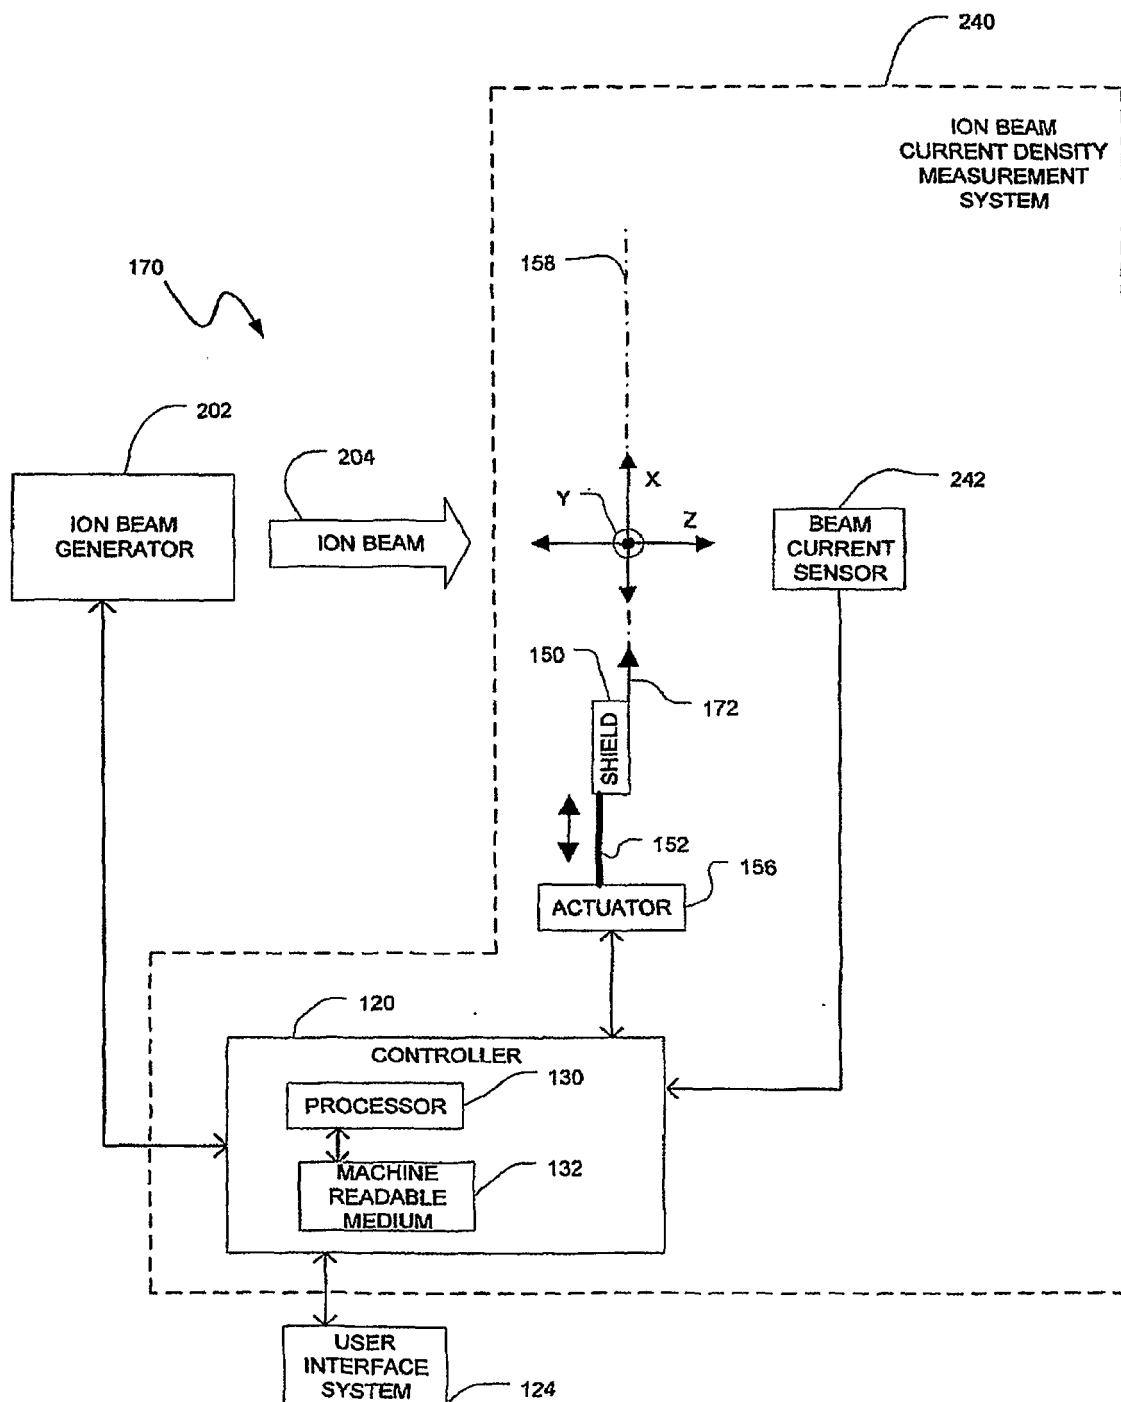 240
ION BEAM
CURRENT DENSITY
MEASUREMENT
SYSTEM
158
170
202
204
X
242
Y
Z
ION BEAM
GENERATOR
ION BEAM
BEAM
CURRENT
SENSOR
150
172
SHIELD
152
156
ACTUATOR
120
CONTROLLER
130
PROCESSOR
132
MACHINE
READABLE
MEDIUM
USER
INTERFACE
SYSTEM
124